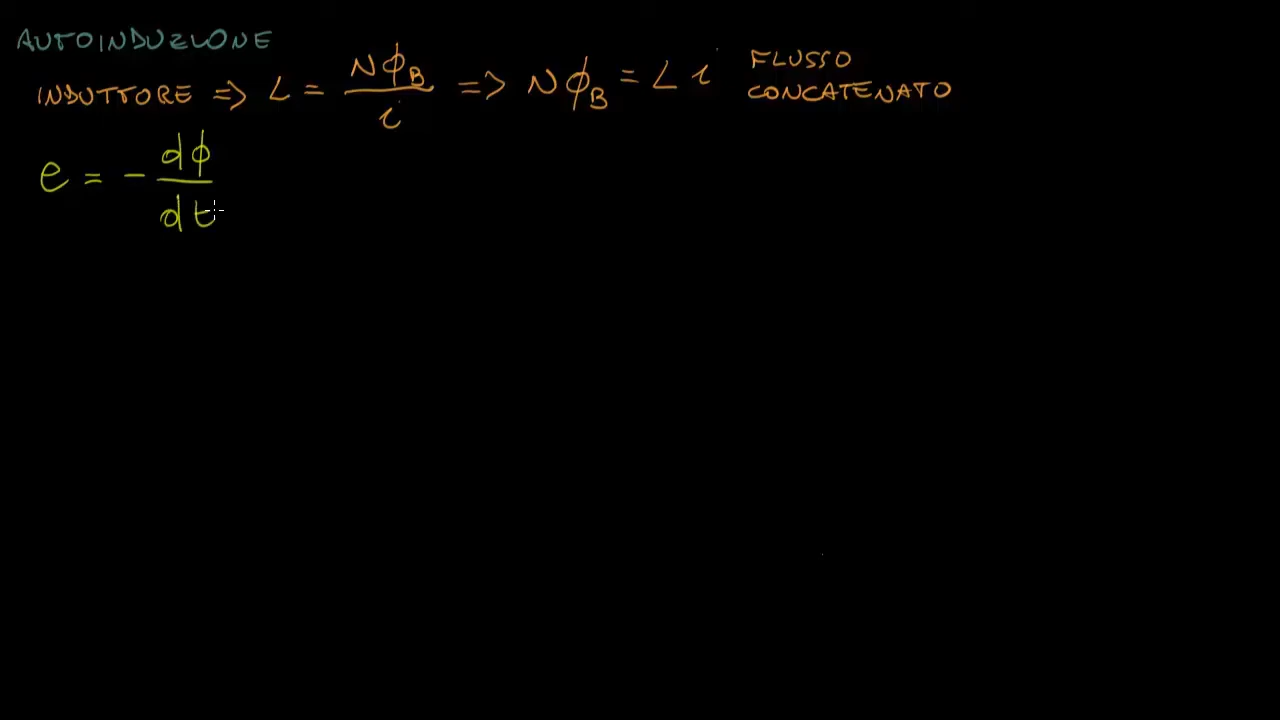 AUTOINDUZIONE
INDUTTORE => L = NϕB / i => NϕB = L i FLUSSO CONCATENATO
e = - dϕ / dt